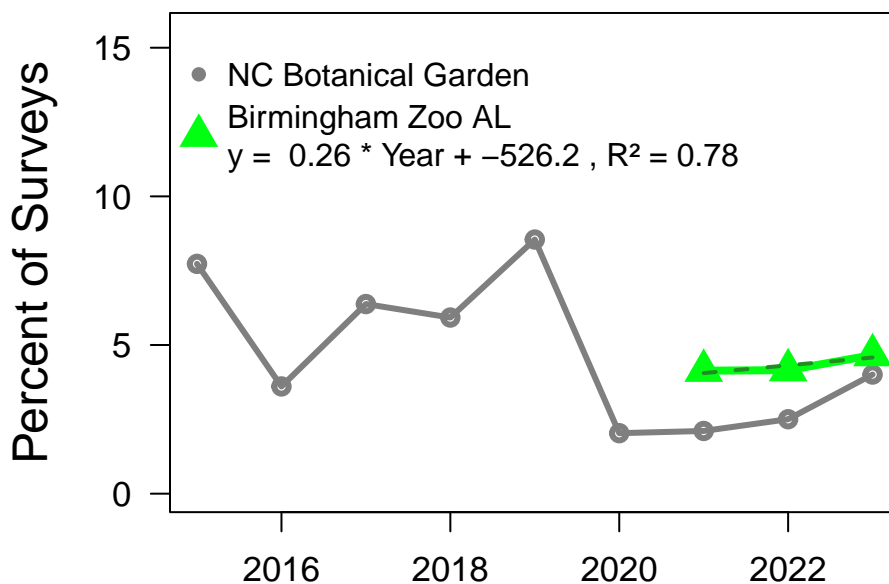 Percent of Surveys
15
10
5
0
NC Botanical Garden
Birmingham Zoo AL
y =  0.26 * Year + −526.2 , R² = 0.78
2016
2018
2020
2022